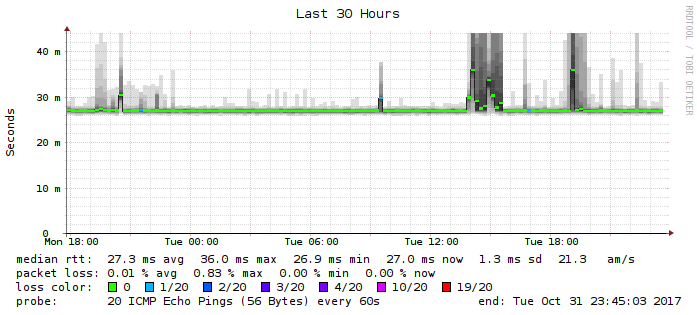 Last 30 Hours
RRDTOOL / TOBI OETIKER
Seconds
40 m
30 m
20 m
10 m
0
Mon 18:00 Tue 00:00 Tue 06:00 Tue 12:00 Tue 18:00
median rtt: 27.3 ms avg 36.0 ms max 26.9 ms min 27.0 ms now 1.3 ms sd 21.3 am/s
packet loss: 0.01 % avg 0.83 % max 0.00 % min 0.00 % now
loss color: 0 1/20 2/20 3/20 4/20 10/20 19/20
probe: 20 ICMP Echo Pings (56 Bytes) every 60s end: Tue Oct 31 23:45:03 2017